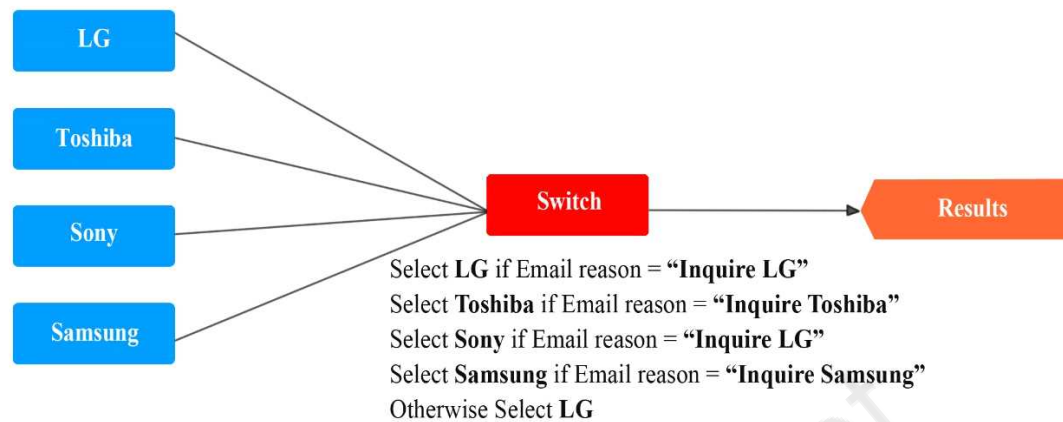 LG
Toshiba
Sony
Samsung
Switch
Results
Select LG if Email reason = “Inquire LG”
Select Toshiba if Email reason = “Inquire Toshiba”
Select Sony if Email reason = “Inquire LG”
Select Samsung if Email reason = “Inquire Samsung”
Otherwise Select LG